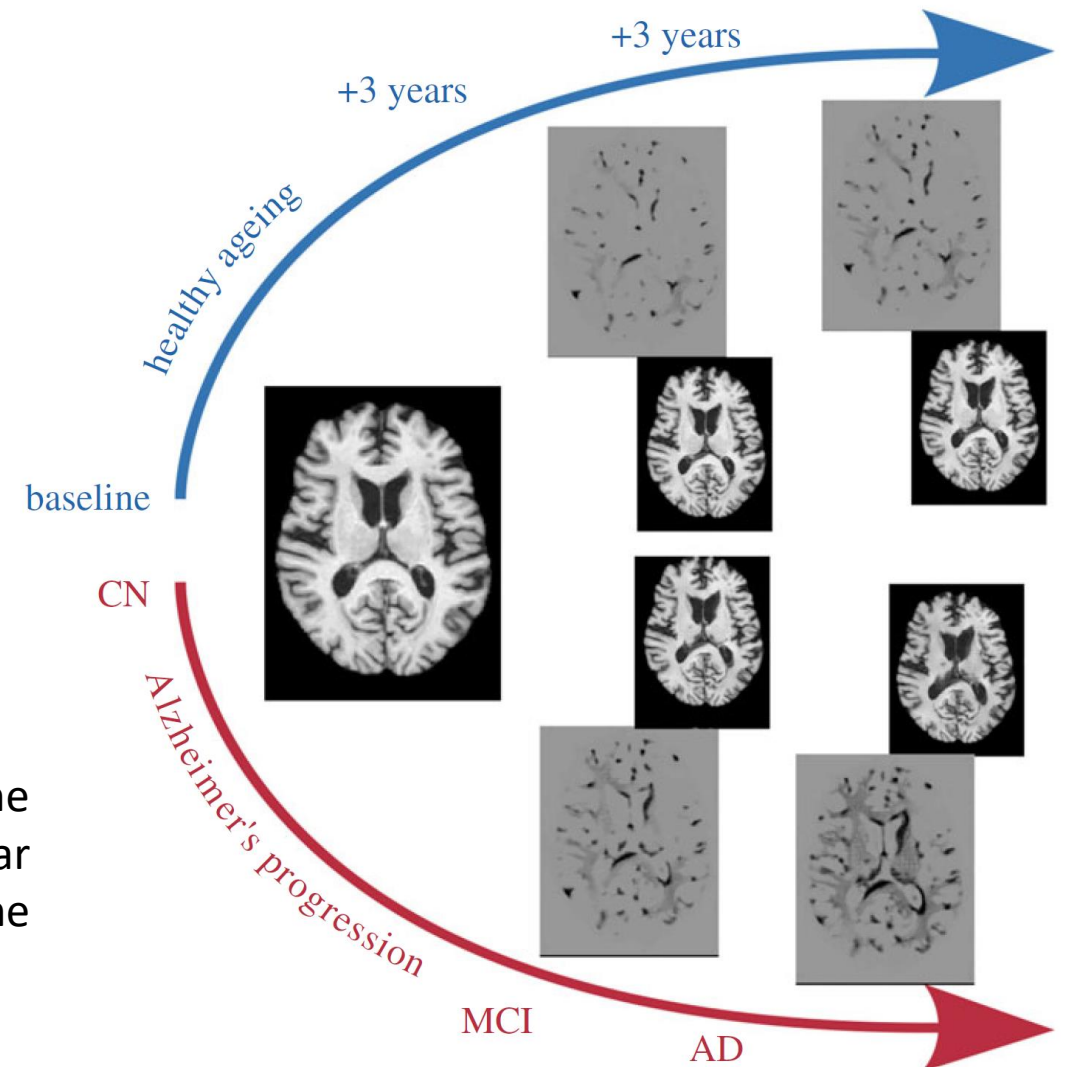 +3 years
+3 years
healthy ageing
baseline
CN
Alzheimer's progression
MCI
AD